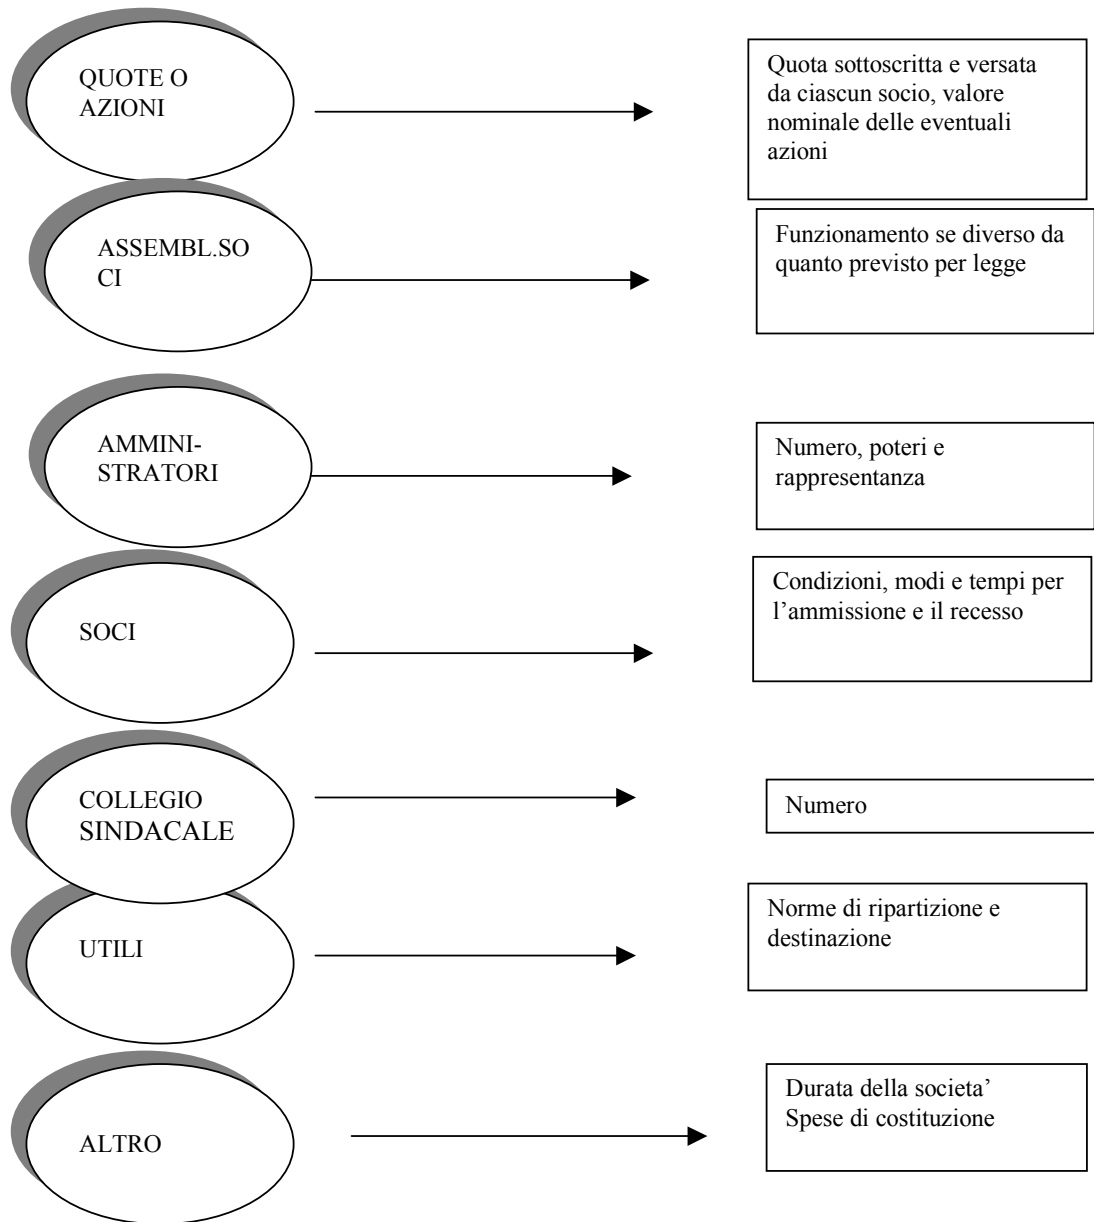 QUOTE O
AZIONI
Quota sottoscritta e versata
da ciascun socio, valore
nominale delle eventuali
azioni
ASSEMBL.SO
CI
Funzionamento se diverso da
quanto previsto per legge
AMMINI-
STRATORI
Numero, poteri e
rappresentanza
SOCI
Condizioni, modi e tempi per
l’ammissione e il recesso
COLLEGIO
SINDACALE
Numero
UTILI
Norme di ripartizione e
destinazione
ALTRO
Durata della societa’
Spese di costituzione